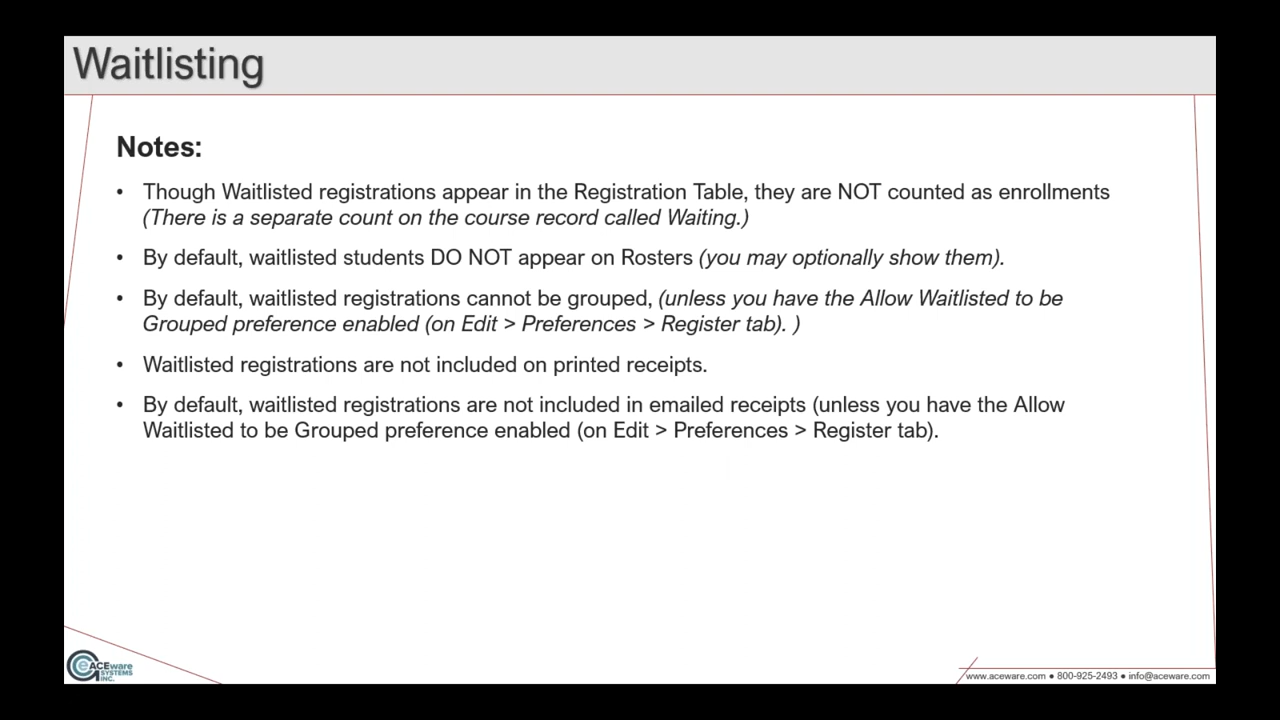 Waitlisting
Notes:
• Though Waitlisted registrations appear in the Registration Table, they are NOT counted as enrollments
(There is a separate count on the course record called Waiting.)
• By default, waitlisted students DO NOT appear on Rosters (you may optionally show them).
• By default, waitlisted registrations cannot be grouped, (unless you have the Allow Waitlisted to be
Grouped preference enabled (on Edit > Preferences > Register tab). )
• Waitlisted registrations are not included on printed receipts.
• By default, waitlisted registrations are not included in emailed receipts (unless you have the Allow
Waitlisted to be Grouped preference enabled (on Edit > Preferences > Register tab).
ACEware
SYSTEMS
INC.
www.aceware.com ● 800-925-2493 ● info@aceware.com